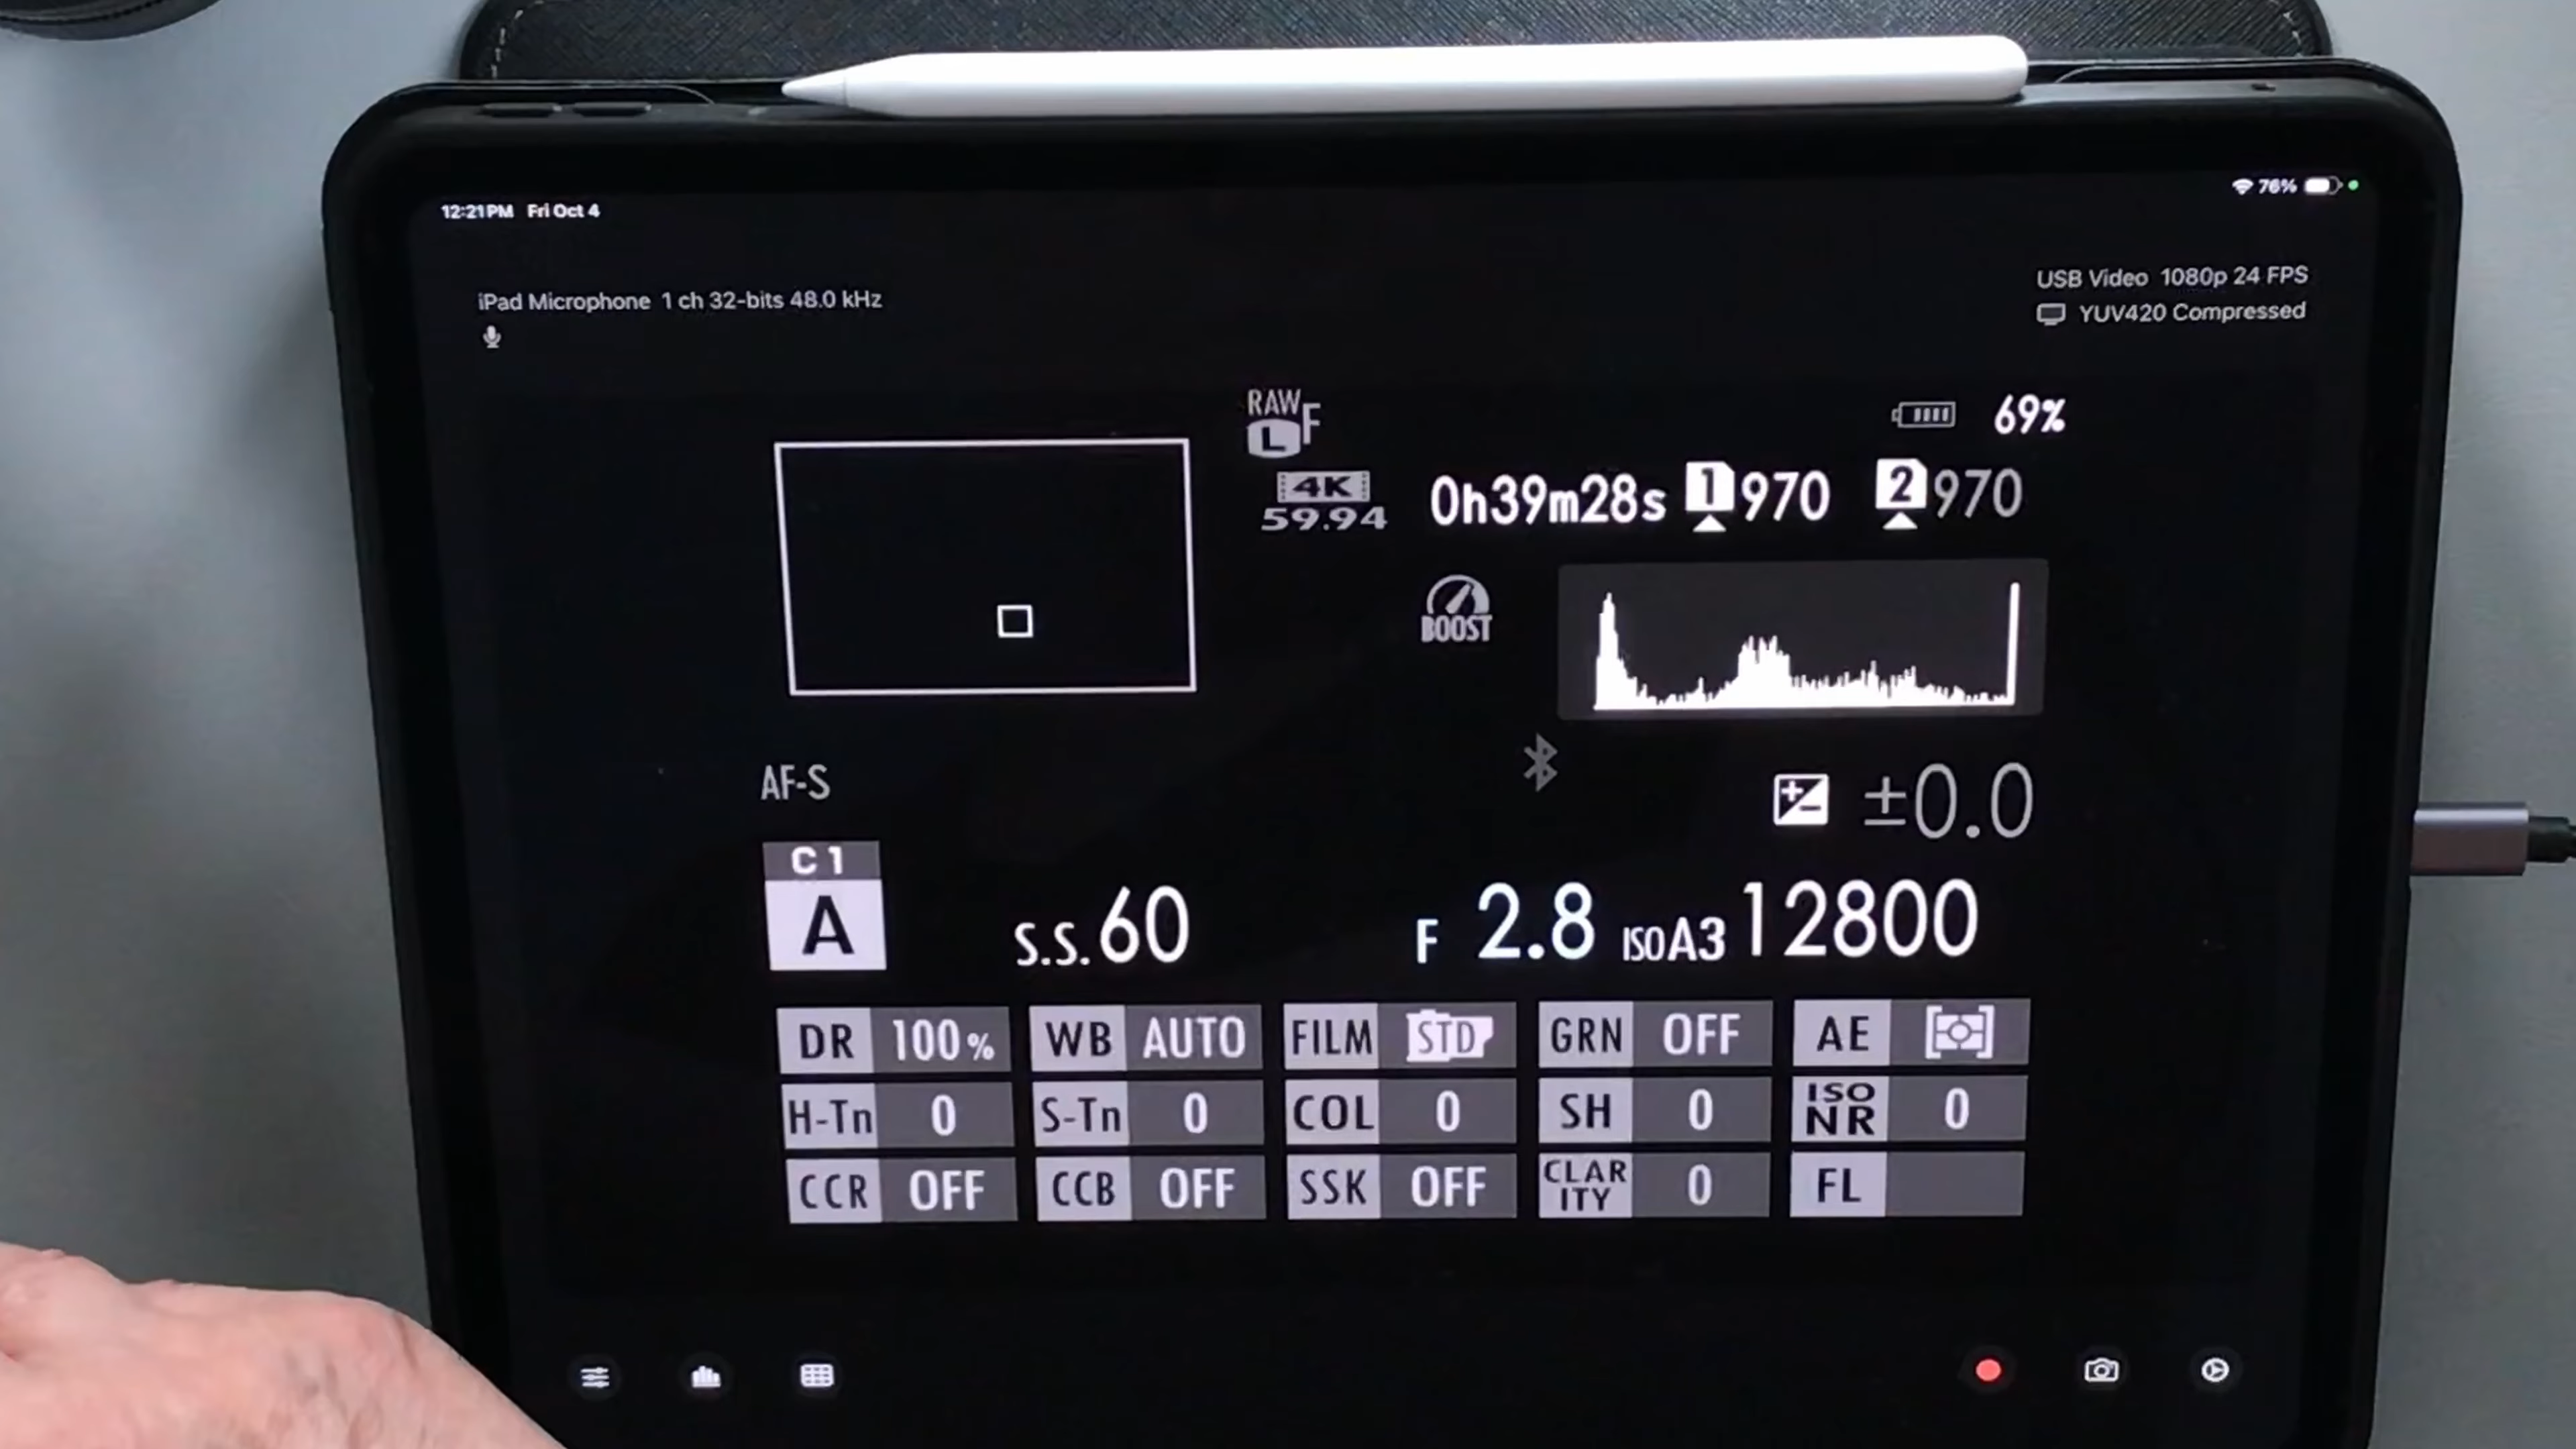 12:21PM Fri Oct 4
76%
iPad Microphone 1 ch 32-bits 48.0 kHz
USB Video 1080p 24 FPS
YUV420 Compressed
RAW
L F
69%
4K
59.94
0h39m28s 1 970 2 970
BOOST
AF-S
±0.0
C1
A
S.S. 60
F 2.8 ISO A3 12800
DR 100% WB AUTO FILM STD GRN OFF AE
H-Tn 0 S-Tn 0 COL 0 SH 0 ISO NR 0
CCR OFF CCB OFF SSK OFF CLARITY 0 FL